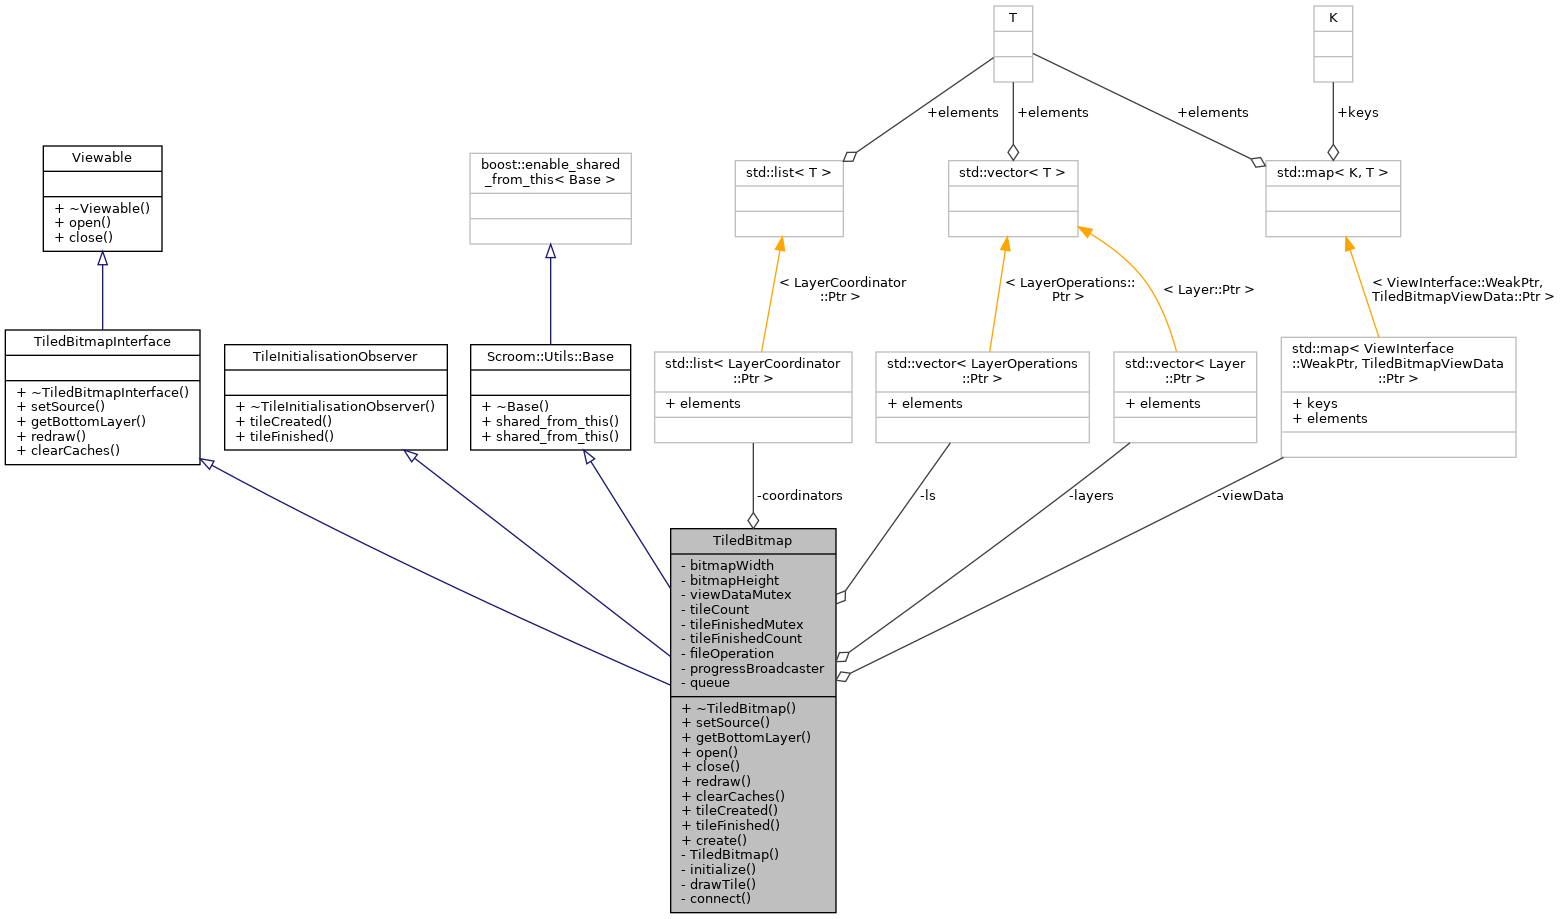 T
K
+elements
+elements
+elements
+keys
Viewable
+ ~Viewable()
+ open()
+ close()
boost::enable_shared
_from_this< Base >
std::list< T >
std::vector< T >
std::map< K, T >
< LayerCoordinator
::Ptr >
< LayerOperations::
Ptr >
< Layer::Ptr >
< ViewInterface::WeakPtr,
TiledBitmapViewData::Ptr >
TiledBitmapInterface
+ ~TiledBitmapInterface()
+ setSource()
+ getBottomLayer()
+ redraw()
+ clearCaches()
TileInitialisationObserver
+ ~TileInitialisationObserver()
+ tileCreated()
+ tileFinished()
Scroom::Utils::Base
+ ~Base()
+ shared_from_this()
+ shared_from_this()
std::list< LayerCoordinator
::Ptr >
+ elements
std::vector< LayerOperations
::Ptr >
+ elements
std::vector< Layer
::Ptr >
+ elements
std::map< ViewInterface
::WeakPtr, TiledBitmapViewData
::Ptr >
+ keys
+ elements
-coordinators
-ls
-layers
-viewData
TiledBitmap
- bitmapWidth
- bitmapHeight
- viewDataMutex
- tileCount
- tileFinishedMutex
- tileFinishedCount
- fileOperation
- progressBroadcaster
- queue
+ ~TiledBitmap()
+ setSource()
+ getBottomLayer()
+ open()
+ close()
+ redraw()
+ clearCaches()
+ tileCreated()
+ tileFinished()
+ create()
- TiledBitmap()
- initialize()
- drawTile()
- connect()